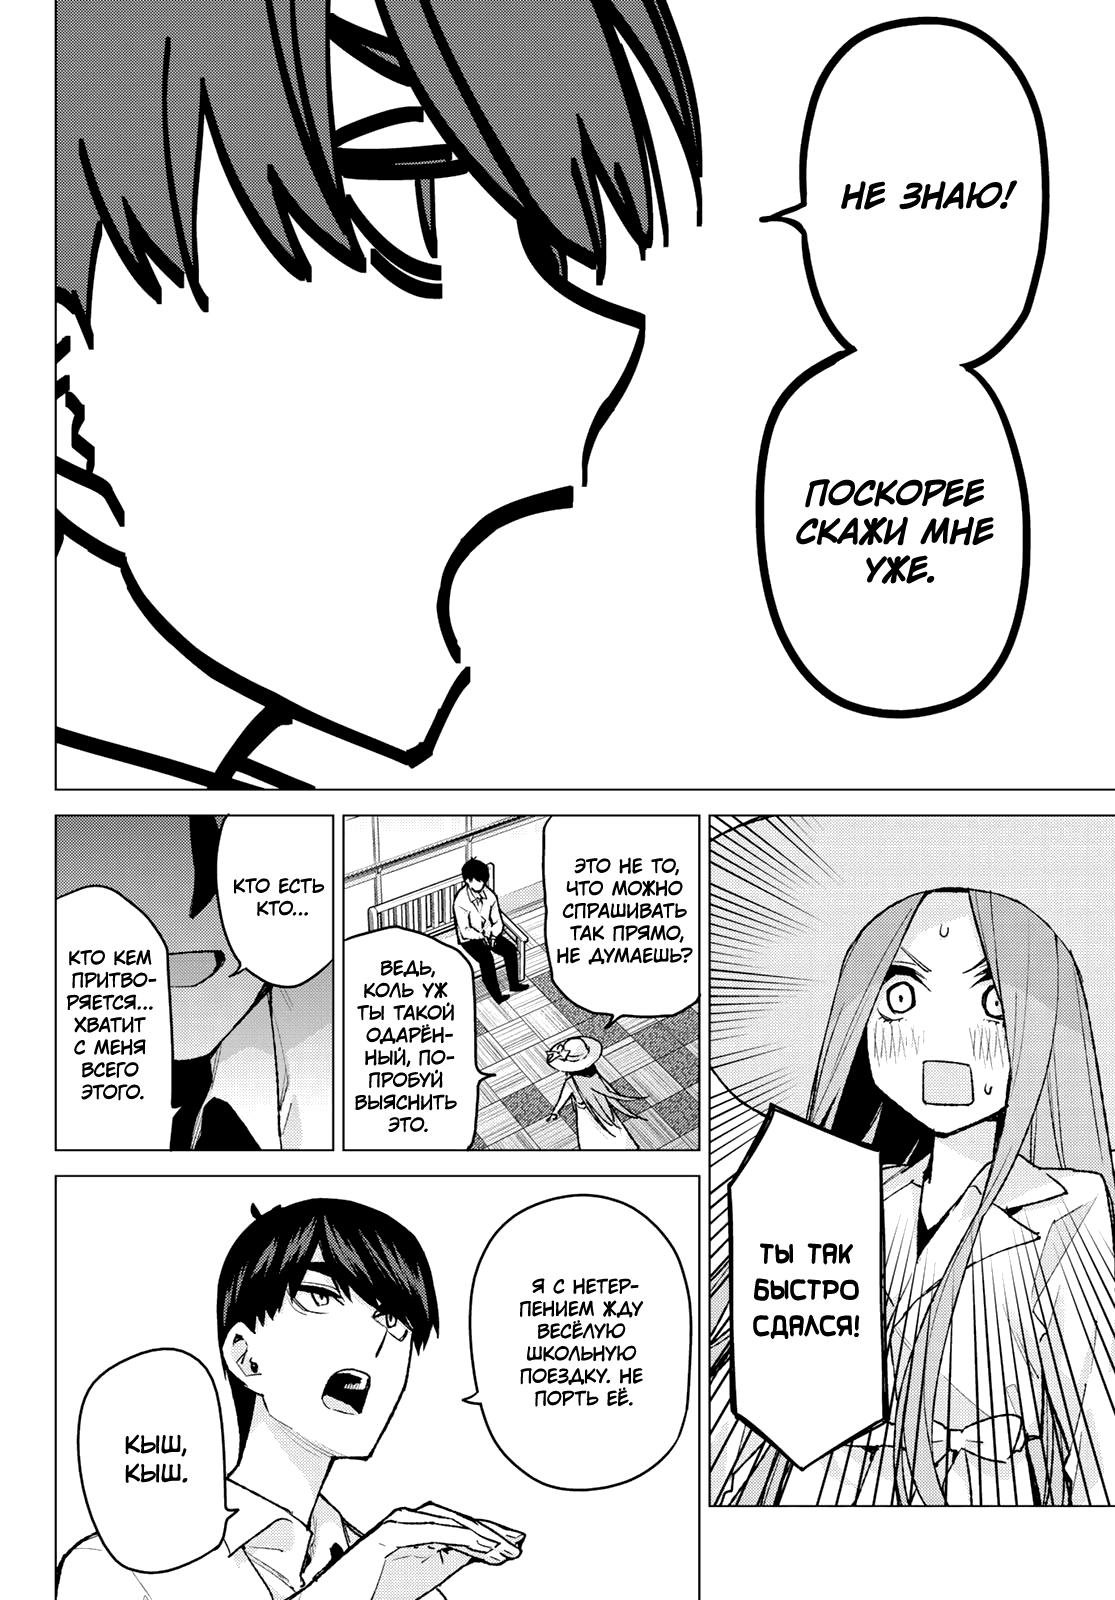 НЕ ЗНАЮ!
ПОСКОРЕЕ
СКАЖИ МНЕ
УЖЕ.
ТЫ ТАК
БЫСТРО
СДАЛСЯ!
ЭТО НЕ ТО,
ЧТО МОЖНО
СПРАШИВАТЬ
ТАК ПРЯМО,
НЕ ДУМАЕШЬ?
ВЕДЬ,
КОЛЬ УЖ
ТЫ ТАКОЙ
ОДАРЁН-
НЫЙ, ПО-
ПРОБУЙ
ВЫЯСНИТЬ
ЭТО.
КТО ЕСТЬ
КТО...
КТО КЕМ
ПРИТВО-
РЯЕТСЯ...
ХВАТИТ
С МЕНЯ
ВСЕГО
ЭТОГО.
Я С НЕТЕР-
ПЕНИЕМ ЖДУ
ВЕСЁЛУЮ
ШКОЛЬНУЮ
ПОЕЗДКУ. НЕ
ПОРТЬ ЕЁ.
КЫШ,
КЫШ.